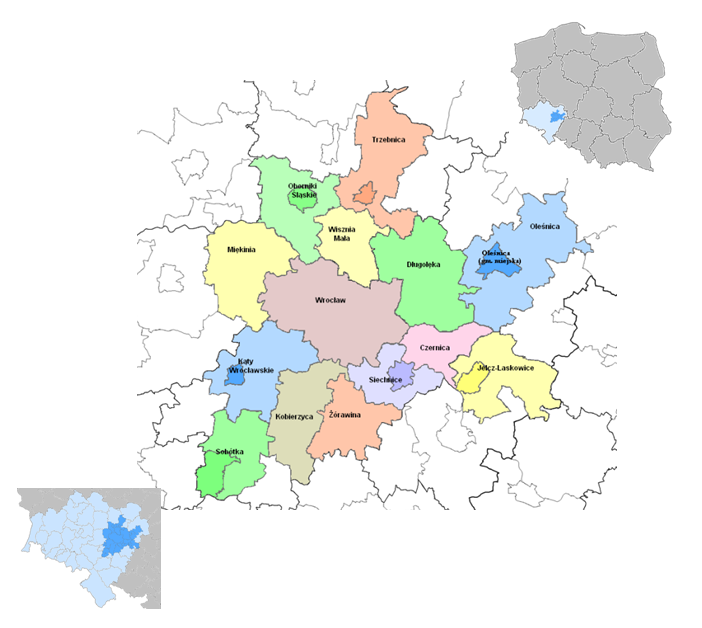 Trzebnica
Oborniki
Śląskie
Oleśnica
Wisznia
Mała
Miękinia
Oleśnica
(gm. miejska)
Długołęka
Wrocław
Czernica
Kąty
Wrocławskie
Jelcz-Laskowice
Siechnice
Kobierzyca
Żórawina
Sobótka